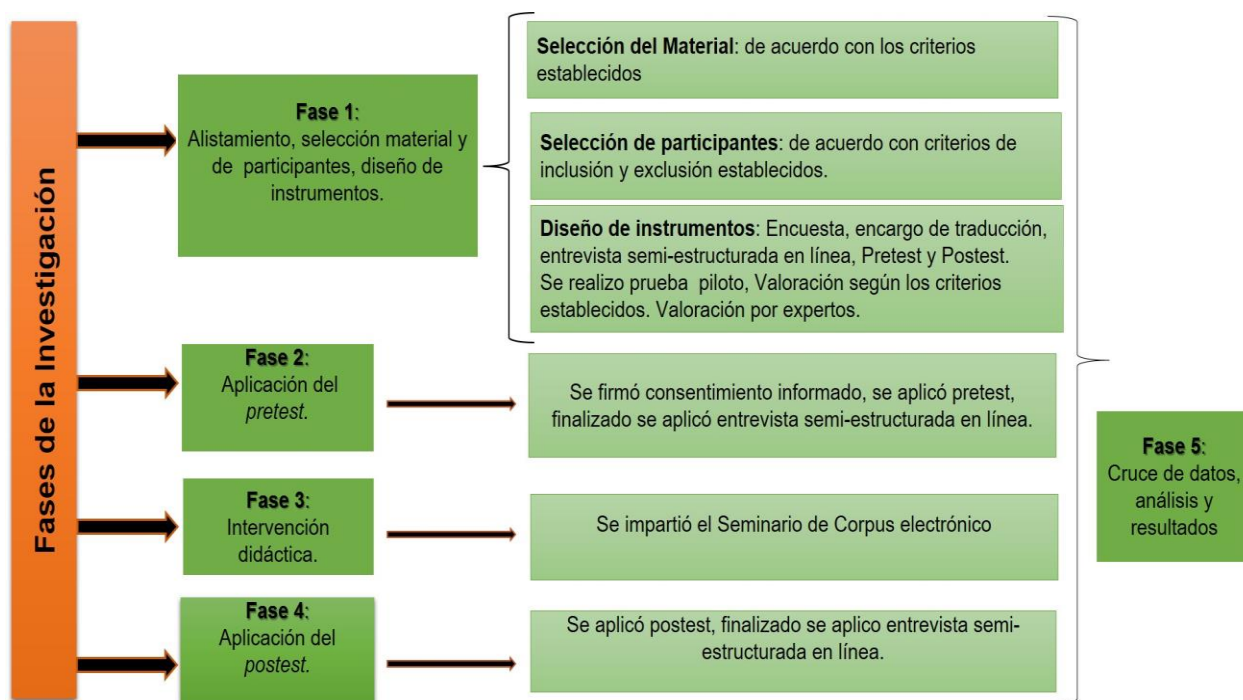 Fases de la Investigación
Fase 1:
Alistamiento, selección material y
de participantes, diseño de
instrumentos.
Selección del Material: de acuerdo con los criterios
establecidos
Selección de participantes: de acuerdo con criterios de
inclusión y exclusión establecidos.
Diseño de instrumentos: Encuesta, encargo de traducción,
entrevista semi-estructurada en línea, Pretest y Postest.
Se realizo prueba piloto, Valoración según los criterios
establecidos. Valoración por expertos.
Fase 2:
Aplicación del
pretest.
Se firmó consentimiento informado, se aplicó pretest,
finalizado se aplicó entrevista semi-estructurada en línea.
Fase 3:
Intervención
didáctica.
Se impartió el Seminario de Corpus electrónico
Fase 4:
Aplicación del
postest.
Se aplicó postest, finalizado se aplico entrevista semi-
estructurada en línea.
Fase 5:
Cruce de datos,
análisis y
resultados